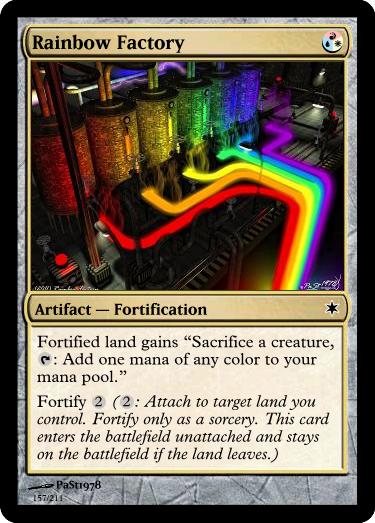 Rainbow Factory
Artifact — Fortification
Fortified land gains “Sacrifice a creature,
: Add one mana of any color to your
mana pool.”
Fortify 2 (2: Attach to target land you
control. Fortify only as a sorcery. This card
enters the battlefield unattached and stays
on the battlefield if the land leaves.)
PaSt1978
157/211